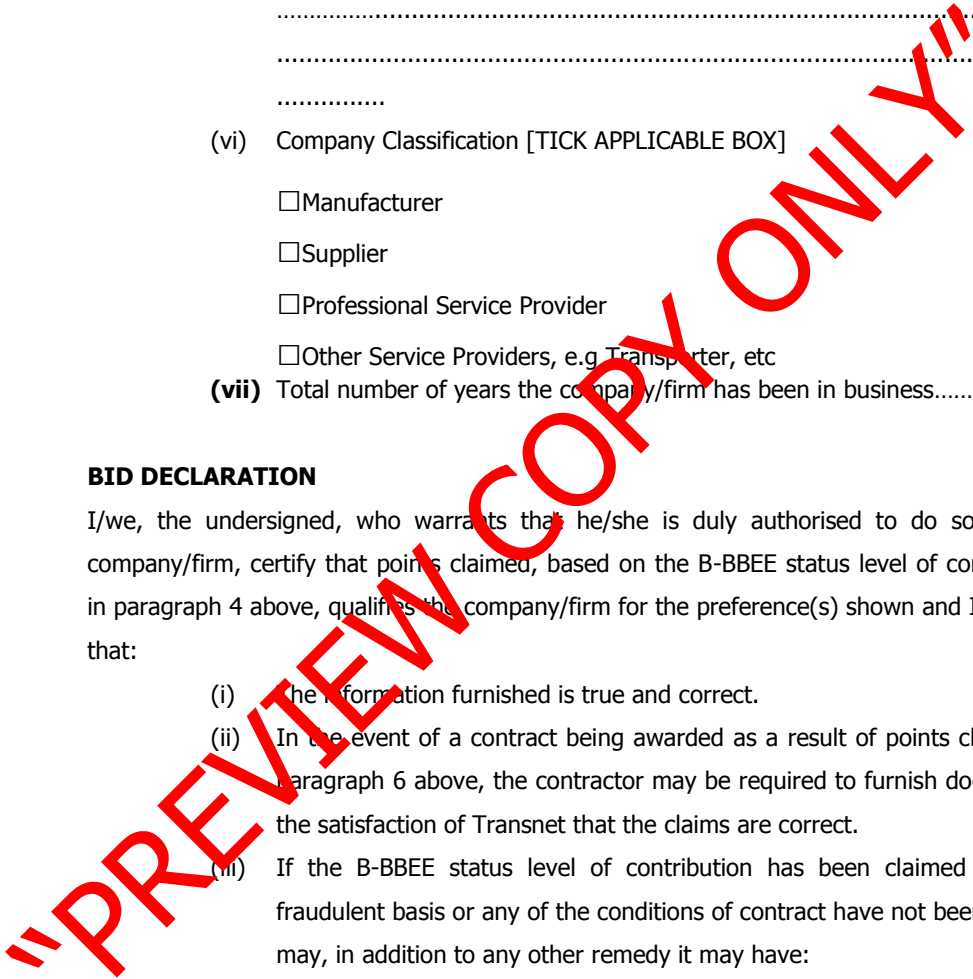 ...............................................................................................
...............................................................................................
...............
(vi) Company Classification [TICK APPLICABLE BOX]
☐Manufacturer
☐Supplier
☐Professional Service Provider
☐Other Service Providers, e.g Transporter, etc
(vii) Total number of years the company/firm has been in business……
BID DECLARATION
I/we, the undersigned, who warrants that he/she is duly authorised to do so
company/firm, certify that points claimed, based on the B-BBEE status level of
in paragraph 4 above, qualifies the company/firm for the preference(s) shown and
that:
(i) The information furnished is true and correct.
(ii) In the event of a contract being awarded as a result of points
paragraph 6 above, the contractor may be required to furnish
the satisfaction of Transnet that the claims are correct.
(iii) If the B-BBEE status level of contribution has been claimed
fraudulent basis or any of the conditions of contract have not been
may, in addition to any other remedy it may have:
"PREVIEW COPY ONLY"